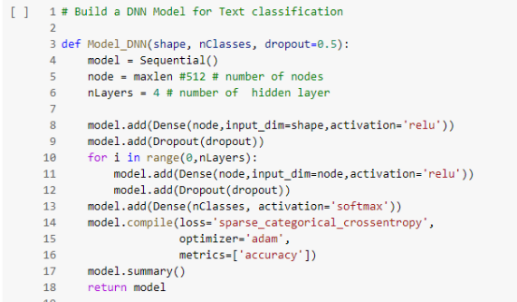 [ ] 1 # Build a DNN Model for Text classification
2
3 def Model_DNN(shape, nClasses, dropout=0.5):
4     model = Sequential()
5     node = maxlen #512 # number of nodes
6     nLayers = 4 # number of  hidden layer
7
8     model.add(Dense(node,input_dim=shape,activation='relu'))
9     model.add(Dropout(dropout))
10     for i in range(0,nLayers):
11         model.add(Dense(node,input_dim=node,activation='relu'))
12         model.add(Dropout(dropout))
13     model.add(Dense(nClasses, activation='softmax'))
14     model.compile(loss='sparse_categorical_crossentropy',
15                   optimizer='adam',
16                   metrics=['accuracy'])
17     model.summary()
18     return model